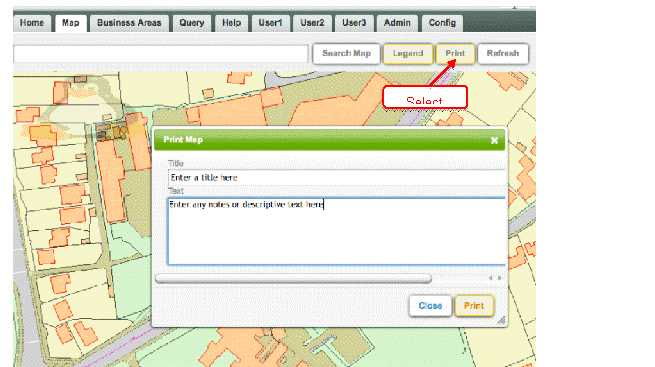 Home Map Business Areas Query Help User1 User2 User3 Admin Config
Search Map Legend Print Refresh
Select
Print Map
Title
Enter a title here
Text
Enter any notes or descriptive text here
Close Print